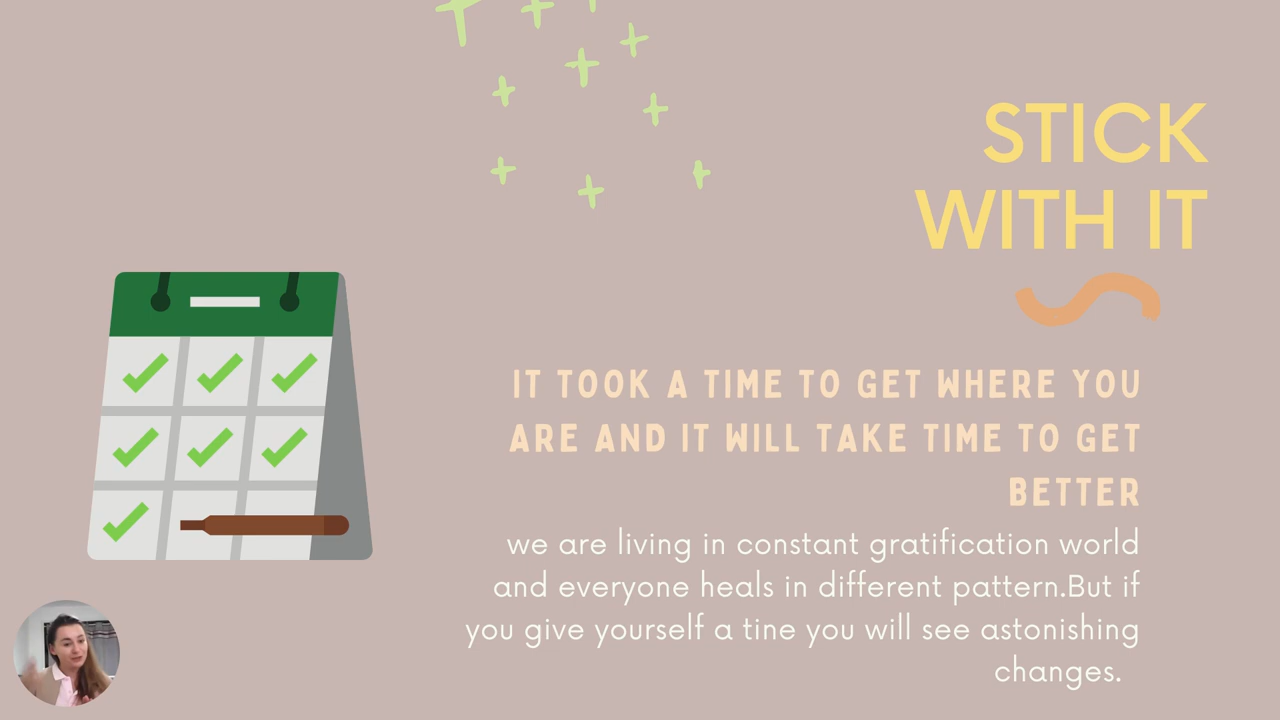 STICK
WITH IT
IT TOOK A TIME TO GET WHERE YOU
ARE AND IT WILL TAKE TIME TO GET
BETTER
we are living in constant gratification world
and everyone heals in different pattern.But if
you give yourself a tine you will see astonishing
changes.